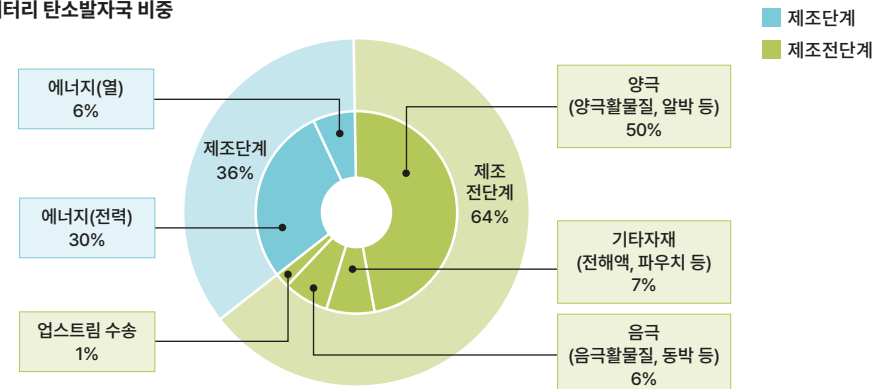 터리 탄소발자국 비중
제조단계
제조전단계
에너지(열)
6%
양극
(양극활물질, 알박 등)
50%
제조단계
36%
제조
전단계
64%
에너지(전력)
30%
기타자재
(전해액, 파우치 등)
7%
업스트림 수송
1%
음극
(음극활물질, 동박 등)
6%